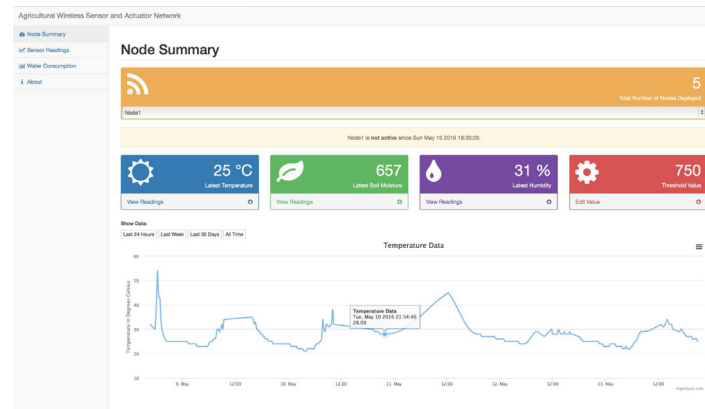 Agricultural Wireless Sensor and Actuator Network
Node Summary
Sensor Readings
Water Consumption
About
Node Summary
5
Total Number of Nodes Deployed
Node1
Node1 is not active since Sun May 15 2016 18:30:29.
25 °C
Latest Temperature
View Readings
657
Latest Soil Moisture
View Readings
31 %
Latest Humidity
View Readings
750
Threshold Value
Edit Value
Show Data:
Last 24 Hours Last Week Last 30 Days All Time
Temperature Data
Temperature in Degrees Celsius
60
50
40
30
20
10
Temperature Data
Tue, May 10 2016 21:54:46
28.00
9. May 12:00 10. May 12:00 11. May 12:00 12. May 12:00 13. May 12:00
Highcharts.com